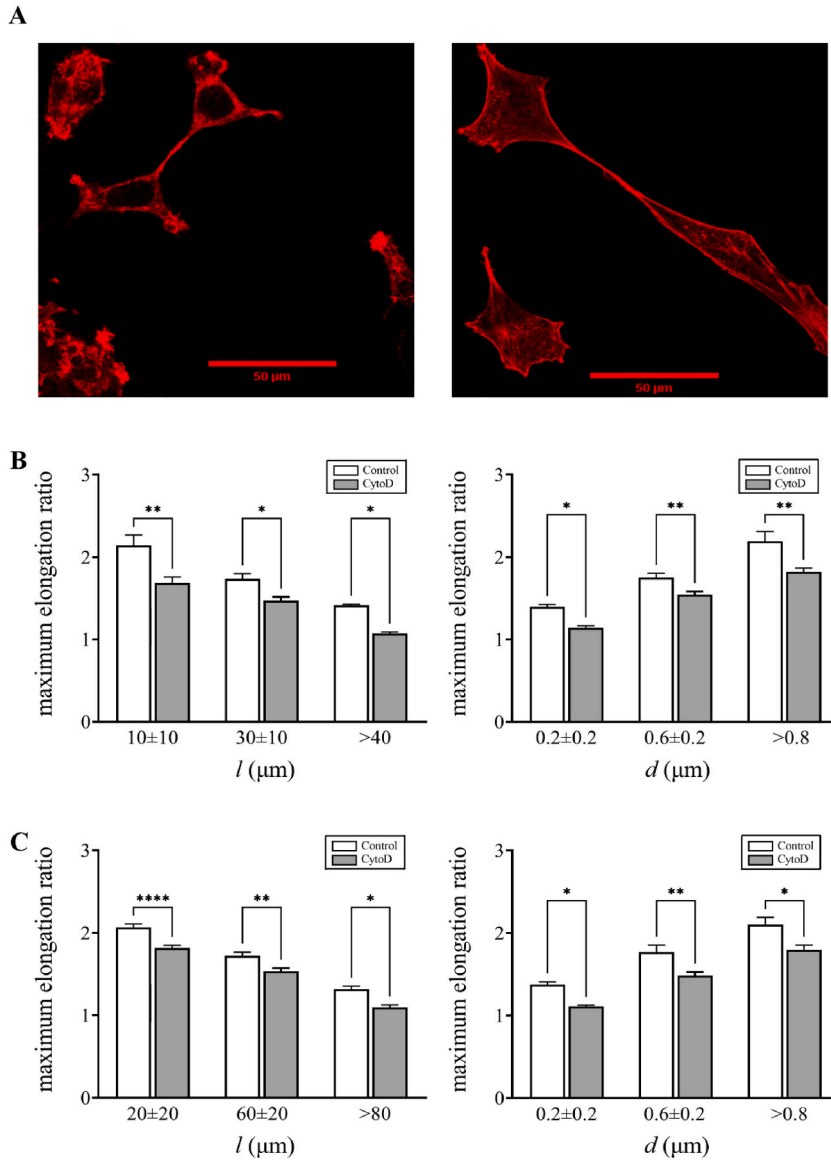 A
50 μm
50 μm
B
maximum elongation ratio
3
2
1
0
Control
CytoD
**
*
*
10±10
30±10
>40
l (μm)
maximum elongation ratio
3
2
1
0
Control
CytoD
*
**
**
0.2±0.2
0.6±0.2
>0.8
d (μm)
C
maximum elongation ratio
3
2
1
0
Control
CytoD
****
**
*
20±20
60±20
>80
l (μm)
maximum elongation ratio
3
2
1
0
Control
CytoD
*
**
*
0.2±0.2
0.6±0.2
>0.8
d (μm)